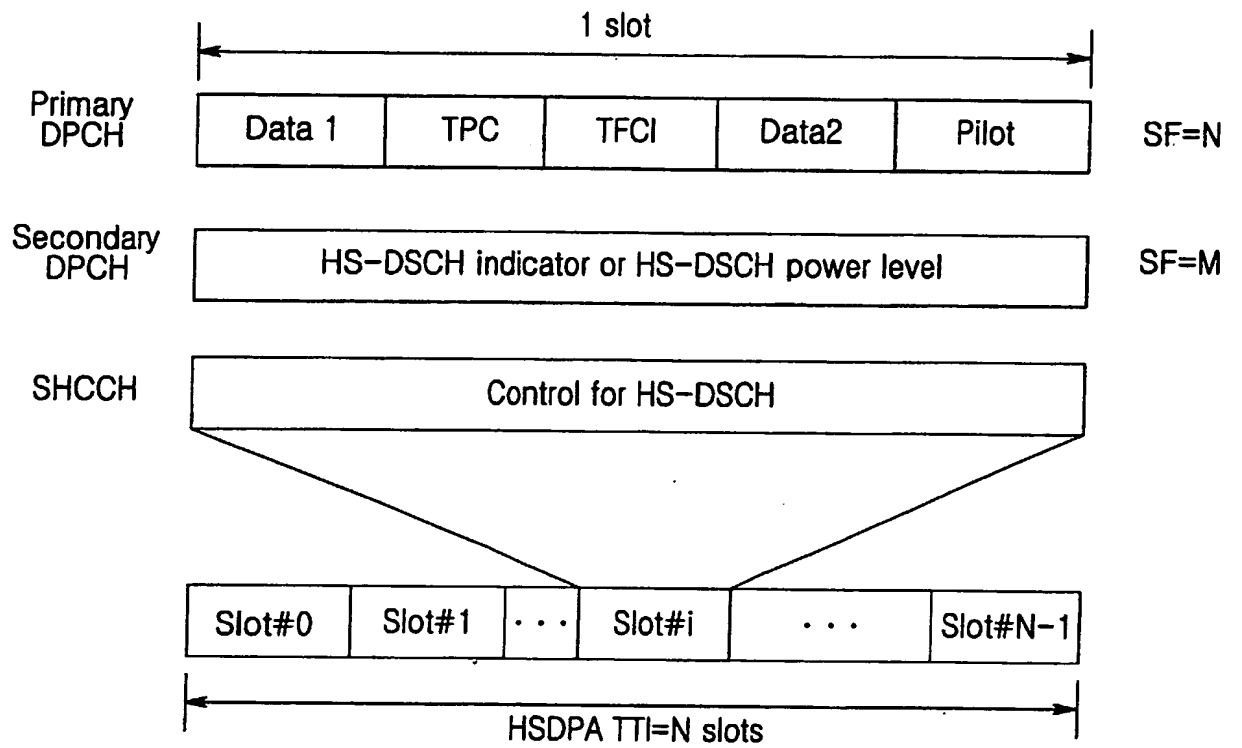 1 slot
Primary
DPCH
Data 1
TPC
TFCI
Data2
Pilot
SF=N
Secondary
DPCH
HS-DSCH indicator or HS-DSCH power level
SF=M
SHCCH
Control for HS-DSCH
Slot#0
Slot#1
···
Slot#i
···
Slot#N-1
HSDPA TTI=N slots